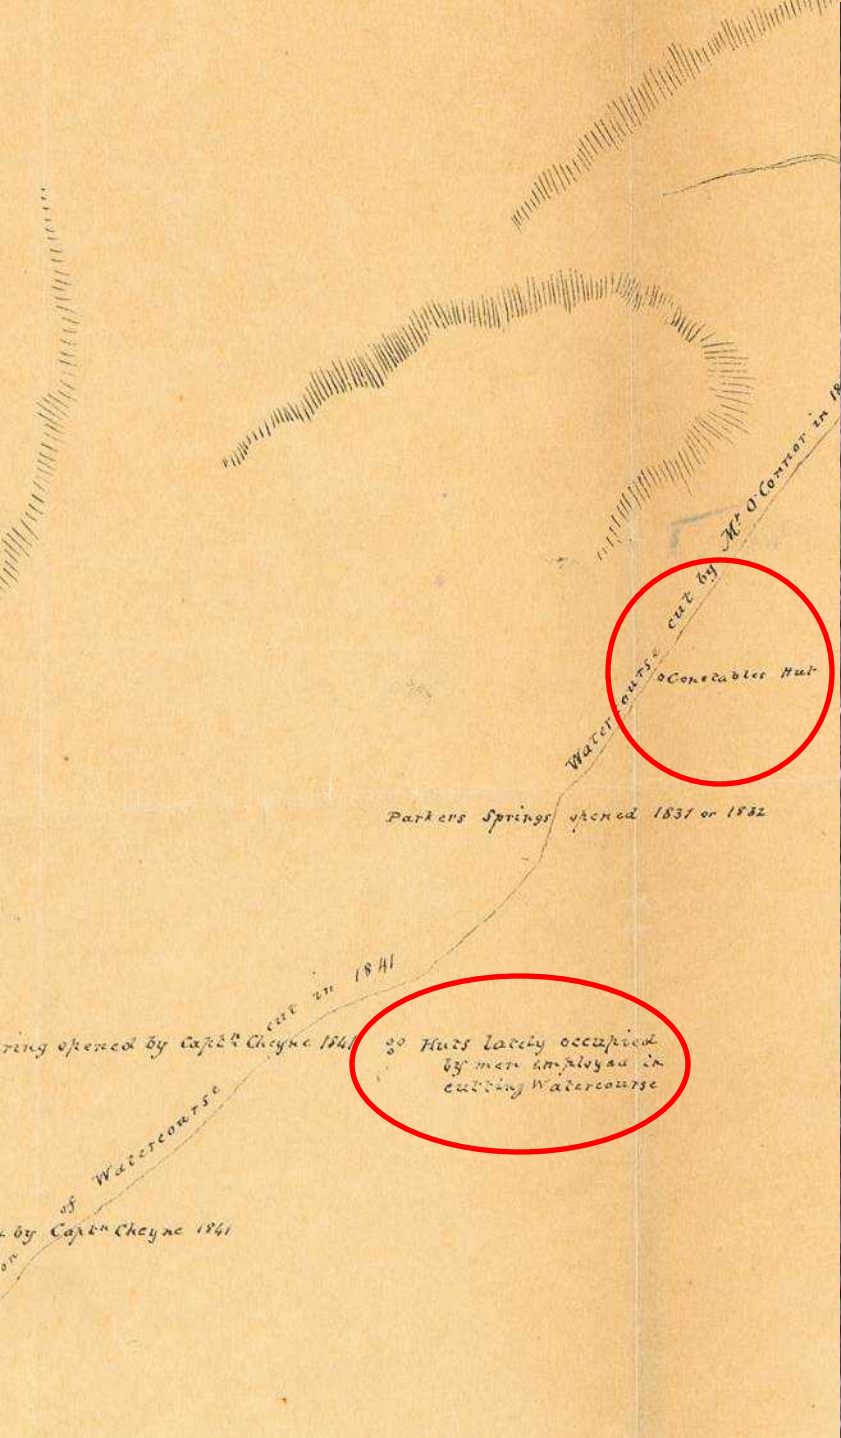 Watercourse cut by Mr O'Connor in 18
Constables Hut
Parkers Springs opened 1831 or 1832
cut in 1841
ring opened by Captn Cheyne 1841
Huts lately occupied
by men employed in
cutting Watercourse
on of Watercourse
by Captn Cheyne 1841